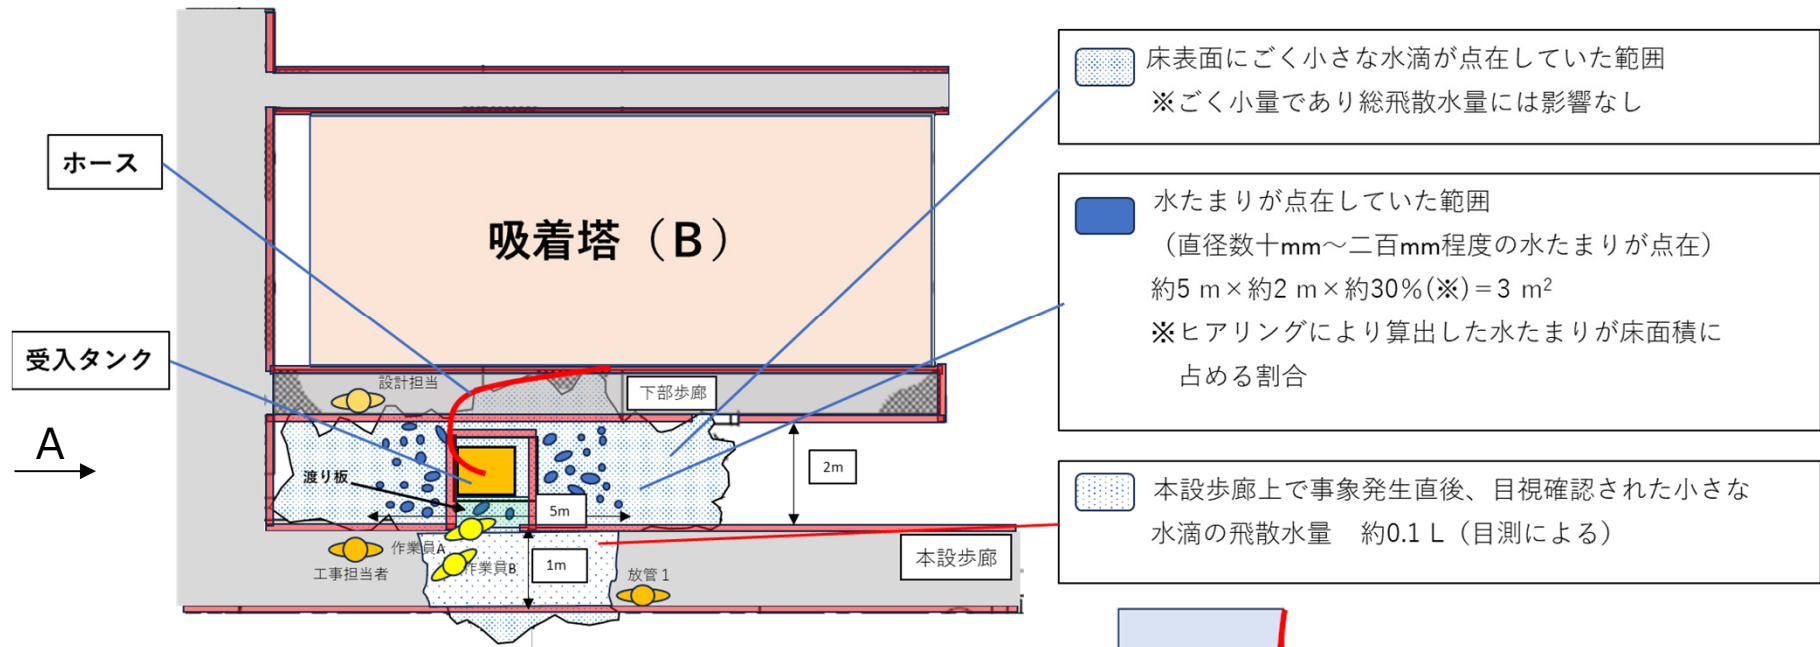 床表面にごく小さな水滴が点在していた範囲
※ごく小量であり総飛散水量には影響なし
ホース
水たまりが点在していた範囲
（直径数十mm～二百mm程度の水たまりが点在）
約5 m×約2 m×約30%(※)＝3 m²
※ヒアリングにより算出した水たまりが床面積に
占める割合
吸着塔（B）
受入タンク
設計担当
下部歩廊
A
2m
渡り板
5m
本設歩廊上で事象発生直後、目視確認された小さな
水滴の飛散水量　約0.1 L（目測による）
作業員A
工事担当者
作業員B
1m
放管1
本設歩廊